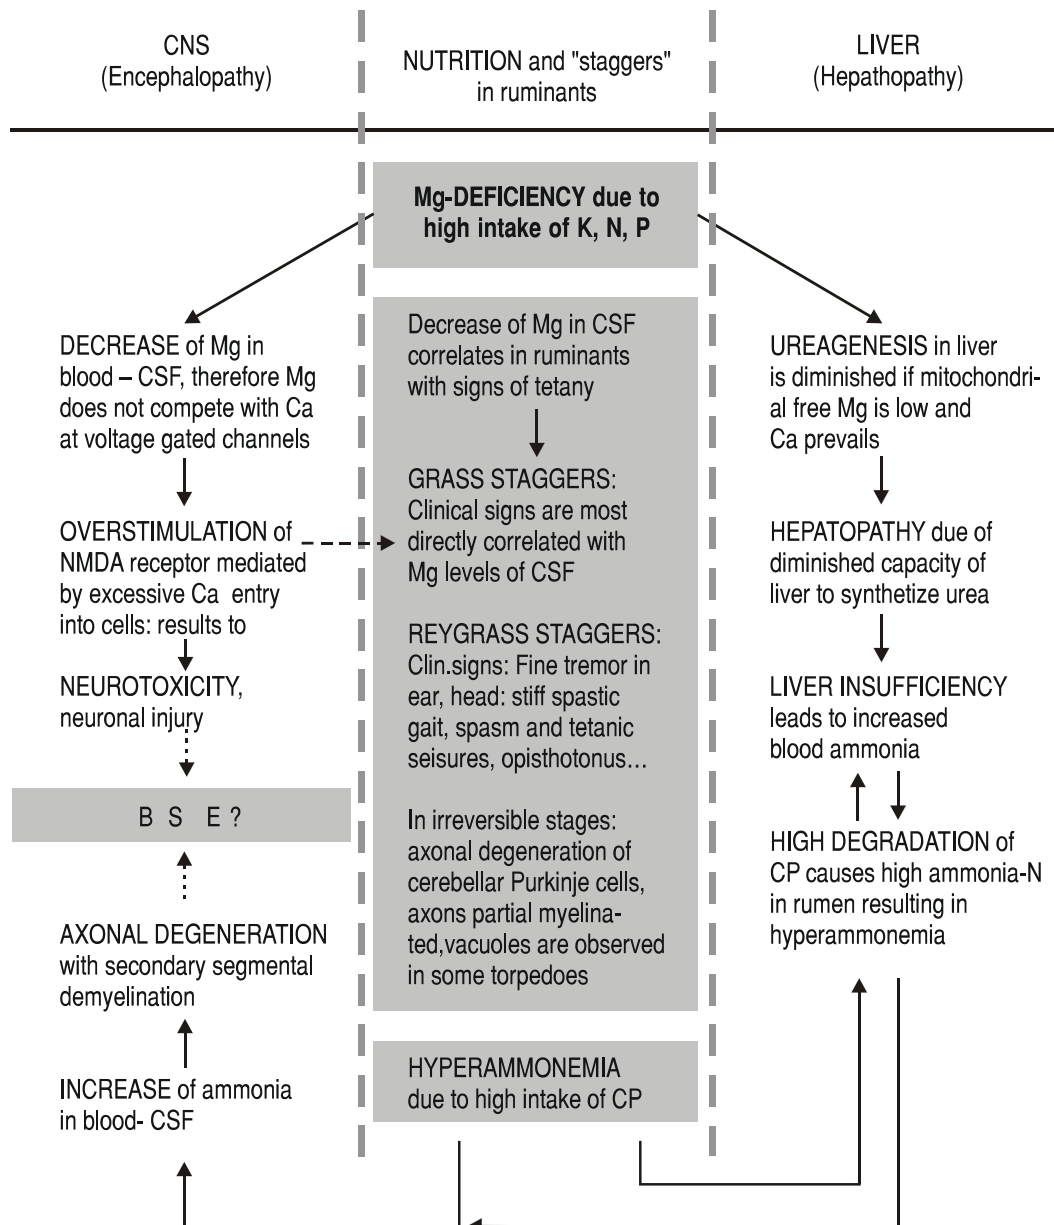 CNS
(Encephalopathy)
NUTRITION and "staggers"
in ruminants
LIVER
(Hepathopathy)
Mg-DEFICIENCY due to
high intake of K, N, P
DECREASE of Mg in
blood – CSF, therefore Mg
does not compete with Ca
at voltage gated channels
OVERSTIMULATION of
NMDA receptor mediated
by excessive Ca entry
into cells: results to
NEUROTOXICITY,
neuronal injury
B S E ?
AXONAL DEGENERATION
with secondary segmental
demyelination
INCREASE of ammonia
in blood- CSF
Decrease of Mg in CSF
correlates in ruminants
with signs of tetany
GRASS STAGGERS:
Clinical signs are most
directly correlated with
Mg levels of CSF
REYGRASS STAGGERS:
Clin.signs: Fine tremor in
ear, head: stiff spastic
gait, spasm and tetanic
seisures, opisthotonus...
In irreversible stages:
axonal degeneration of
cerebellar Purkinje cells,
axons partial myelina-
ted,vacuoles are observed
in some torpedoes
HYPERAMMONEMIA
due to high intake of CP
UREAGENESIS in liver
is diminished if mitochondri-
al free Mg is low and
Ca prevails
HEPATOPATHY due of
diminished capacity of
liver to synthetize urea
LIVER INSUFFICIENCY
leads to increased
blood ammonia
HIGH DEGRADATION of
CP causes high ammonia-N
in rumen resulting in
hyperammonemia